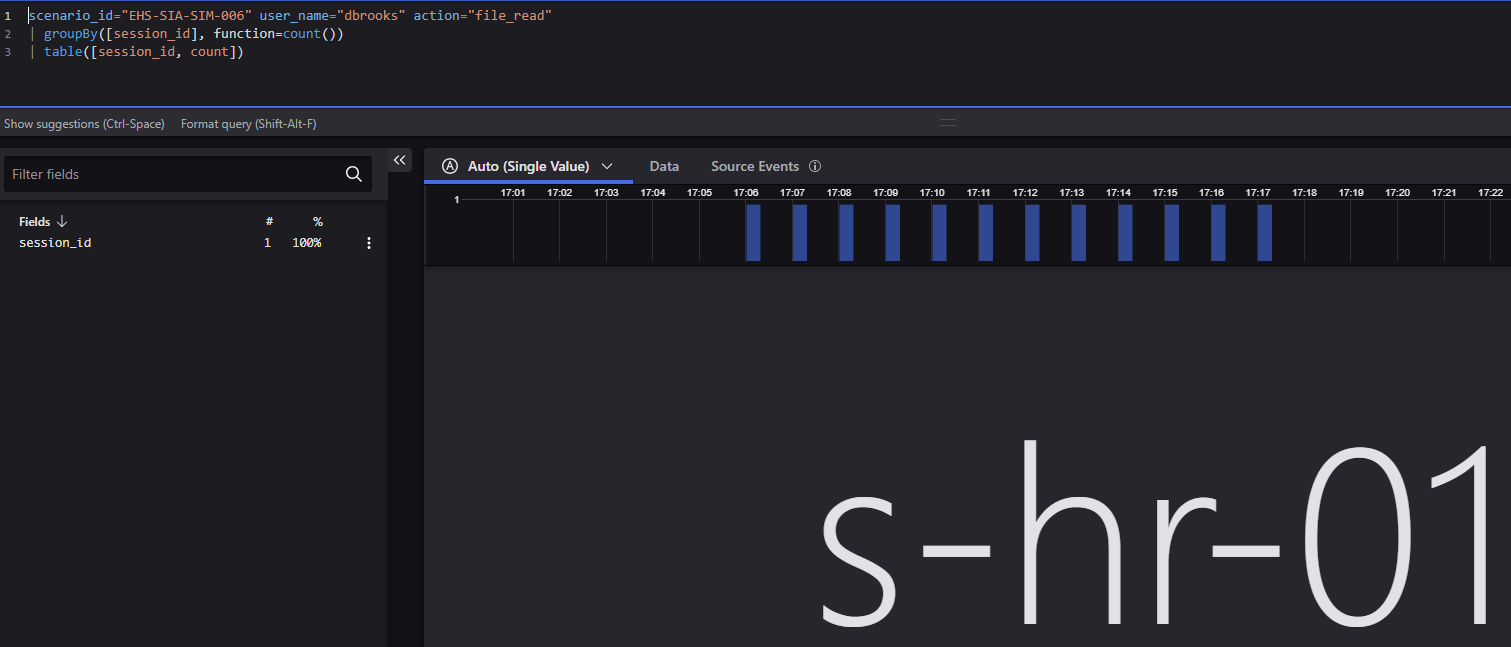 1 scenario_id="EHS-SIA-SIM-006" user_name="dbrooks" action="file_read"
2 | groupBy([session_id], function=count())
3 | table([session_id, count])
Show suggestions (Ctrl-Space) Format query (Shift-Alt-F)
Filter fields
Fields # %
session_id 1 100%
A Auto (Single Value) Data Source Events
17:01 17:02 17:03 17:04 17:05 17:06 17:07 17:08 17:09 17:10 17:11 17:12 17:13 17:14 17:15 17:16 17:17 17:18 17:19 17:20 17:21 17:22
1
s-hr-01